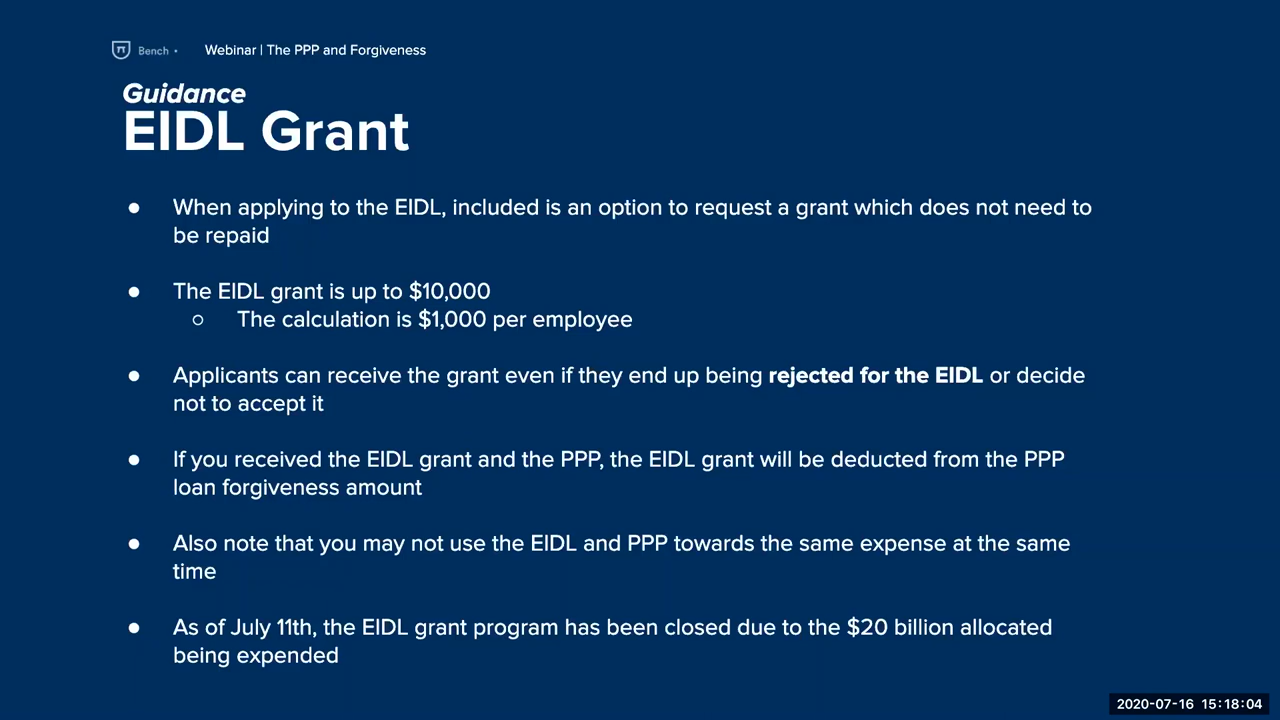 Bench •
Webinar | The PPP and Forgiveness
Guidance
EIDL Grant
● When applying to the EIDL, included is an option to request a grant which does not need to
be repaid
● The EIDL grant is up to $10,000
○ The calculation is $1,000 per employee
● Applicants can receive the grant even if they end up being rejected for the EIDL or decide
not to accept it
● If you received the EIDL grant and the PPP, the EIDL grant will be deducted from the PPP
loan forgiveness amount
● Also note that you may not use the EIDL and PPP towards the same expense at the same
time
● As of July 11th, the EIDL grant program has been closed due to the $20 billion allocated
being expended
2020-07-16 15:18:04